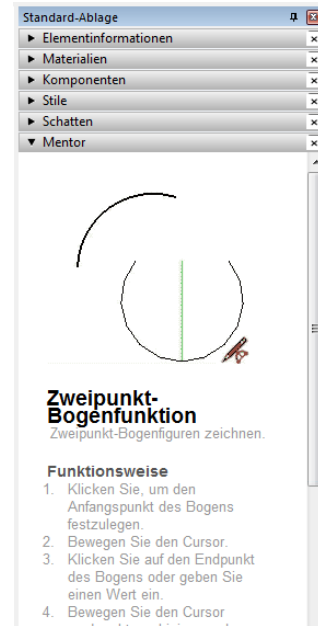 Standard-Ablage
Elementinformationen
Materialien
Komponenten
Stile
Schatten
Mentor
Zweipunkt-
Bogenfunktion
Zweipunkt-Bogenfiguren zeichnen.
Funktionsweise
1. Klicken Sie, um den
Anfangspunkt des Bogens
festzulegen.
2. Bewegen Sie den Cursor.
3. Klicken Sie auf den Endpunkt
des Bogens oder geben Sie
einen Wert ein.
4. Bewegen Sie den Cursor